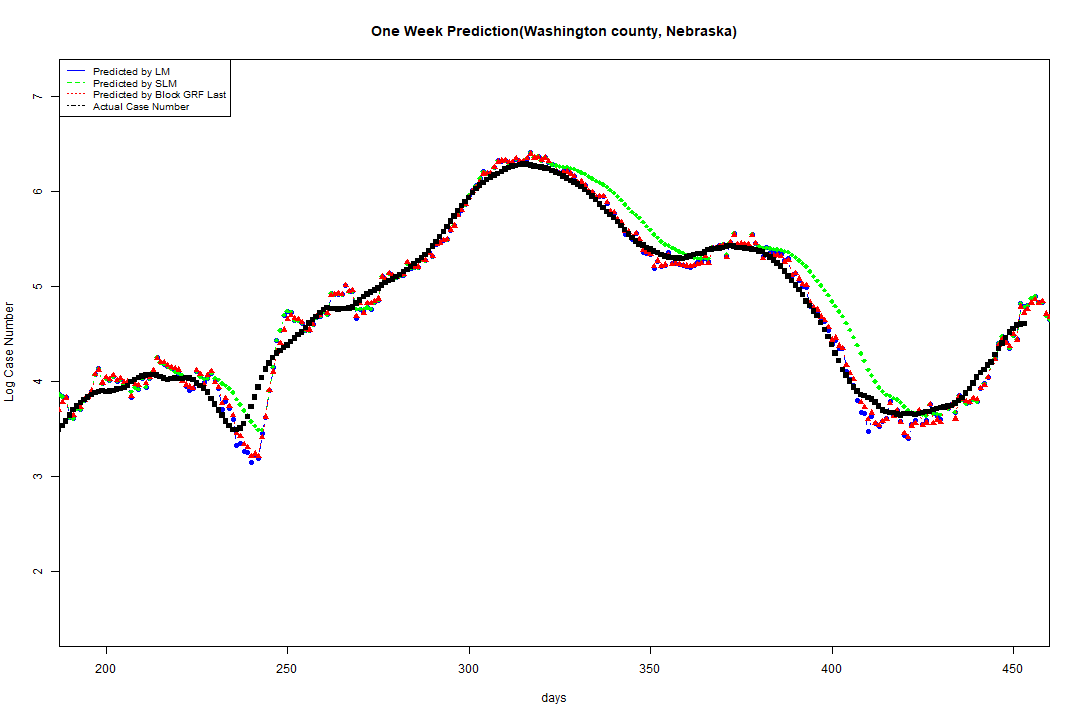 One Week Prediction(Washington county, Nebraska)
Predicted by LM
Predicted by SLM
Predicted by Block GRF Last
Actual Case Number
7
6
5
4
3
2
Log Case Number
200 250 300 350 400 450
days